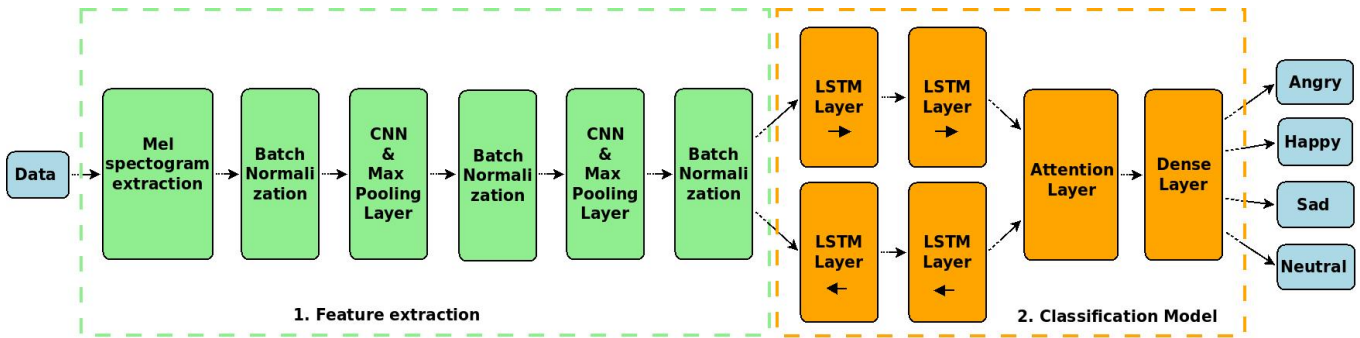 Data
Mel
spectogram
extraction
Batch
Normali
zation
CNN
&
Max
Pooling
Layer
Batch
Normali
zation
CNN
&
Max
Pooling
Layer
Batch
Normali
zation
1. Feature extraction
LSTM
Layer
LSTM
Layer
LSTM
Layer
LSTM
Layer
Attention
Layer
Dense
Layer
2. Classification Model
Angry
Happy
Sad
Neutral